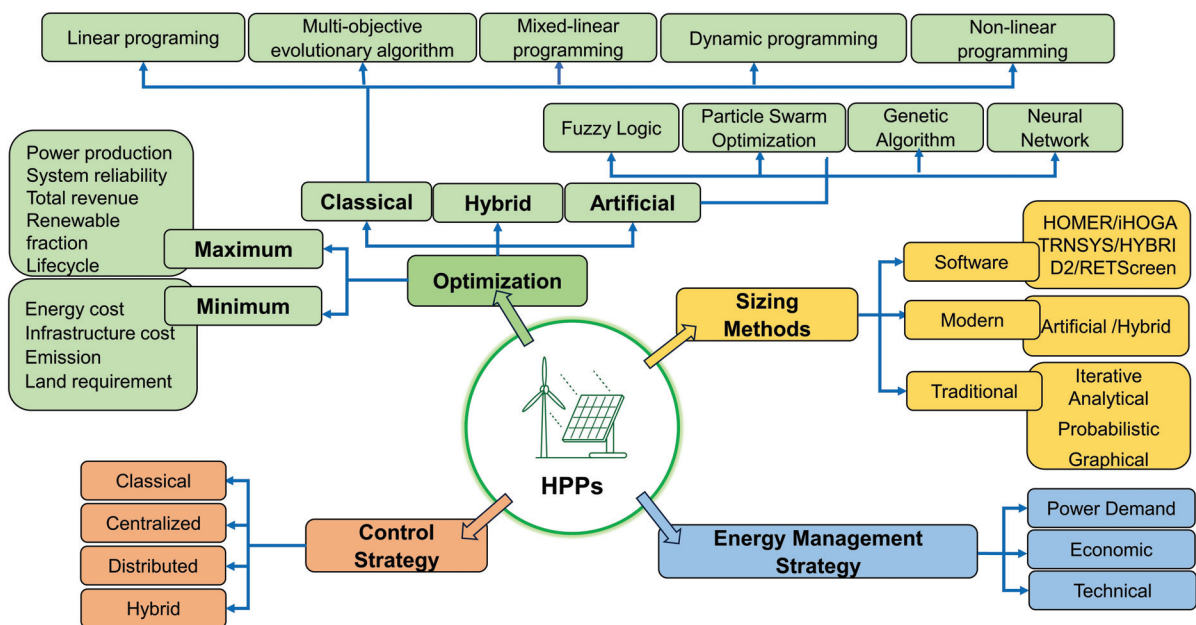 Linear programing
Multi-objective
evolutionary algorithm
Mixed-linear
programming
Dynamic programming
Non-linear
programming
Fuzzy Logic
Particle Swarm
Optimization
Genetic
Algorithm
Neural
Network
Power production
System reliability
Total revenue
Renewable
fraction
Lifecycle
Maximum
Energy cost
Infrastructure cost
Emission
Land requirement
Minimum
Classical
Hybrid
Artificial
Optimization
Sizing
Methods
Software
HOMER/iHOGA
TRNSYS/HYBRI
D2/RETScreen
Modern
Artificial /Hybrid
Traditional
Iterative
Analytical
Probabilistic
Graphical
HPPs
Control
Strategy
Classical
Centralized
Distributed
Hybrid
Energy Management
Strategy
Power Demand
Economic
Technical